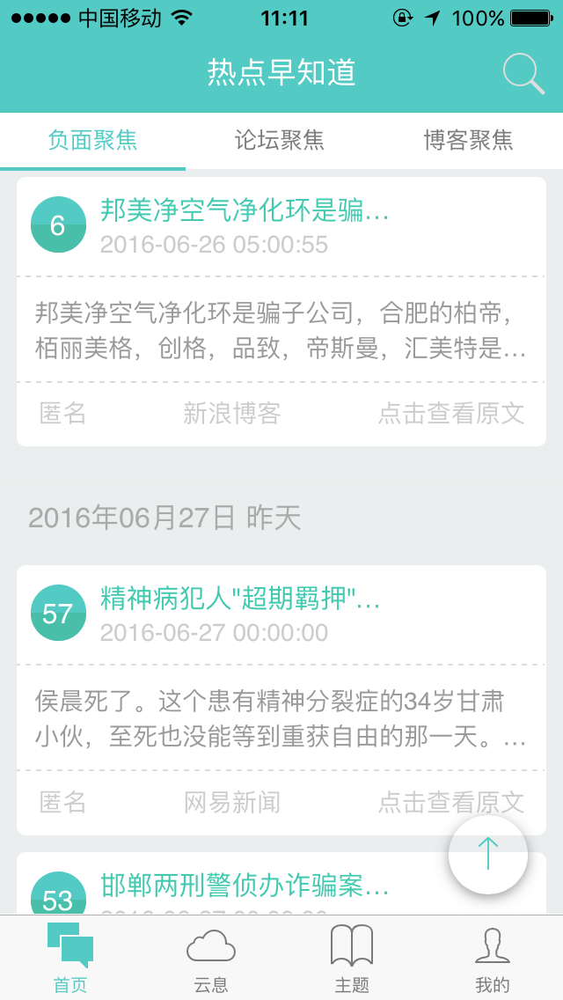 中国移动 11:11 100%
热点早知道
负面聚焦 论坛聚焦 博客聚焦
6 邦美净空气净化环是骗…
2016-06-26 05:00:55
邦美净空气净化环是骗子公司，合肥的柏帝，
栢丽美格，创格，品致，帝斯曼，汇美特是…
匿名 新浪博客 点击查看原文
2016年06月27日 昨天
57 精神病犯人"超期羁押"…
2016-06-27 00:00:00
侯晨死了。这个患有精神分裂症的34岁甘肃
小伙，至死也没能等到重获自由的那一天。…
匿名 网易新闻 点击查看原文
53 邯郸两刑警侦办诈骗案…
首页 云息 主题 我的